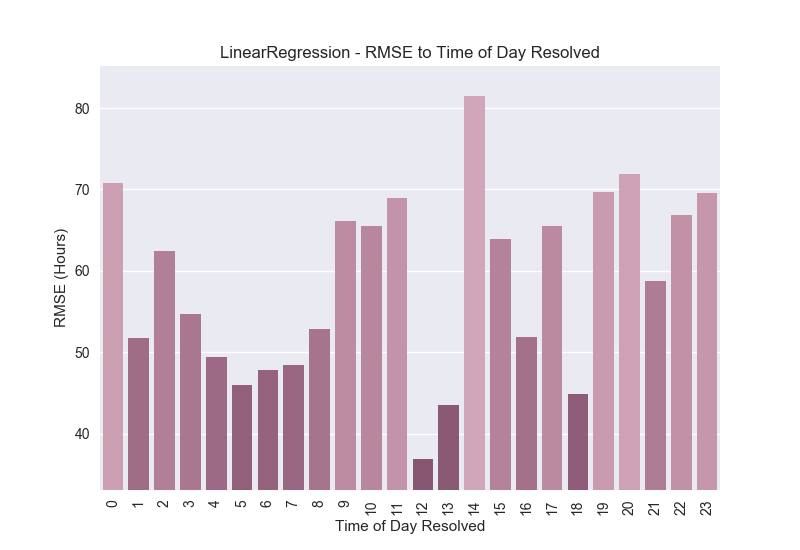 LinearRegression - RMSE to Time of Day Resolved
80
70
60
50
40
RMSE (Hours)
0 1 2 3 4 5 6 7 8 9 10 11 12 13 14 15 16 17 18 19 20 21 22 23
Time of Day Resolved